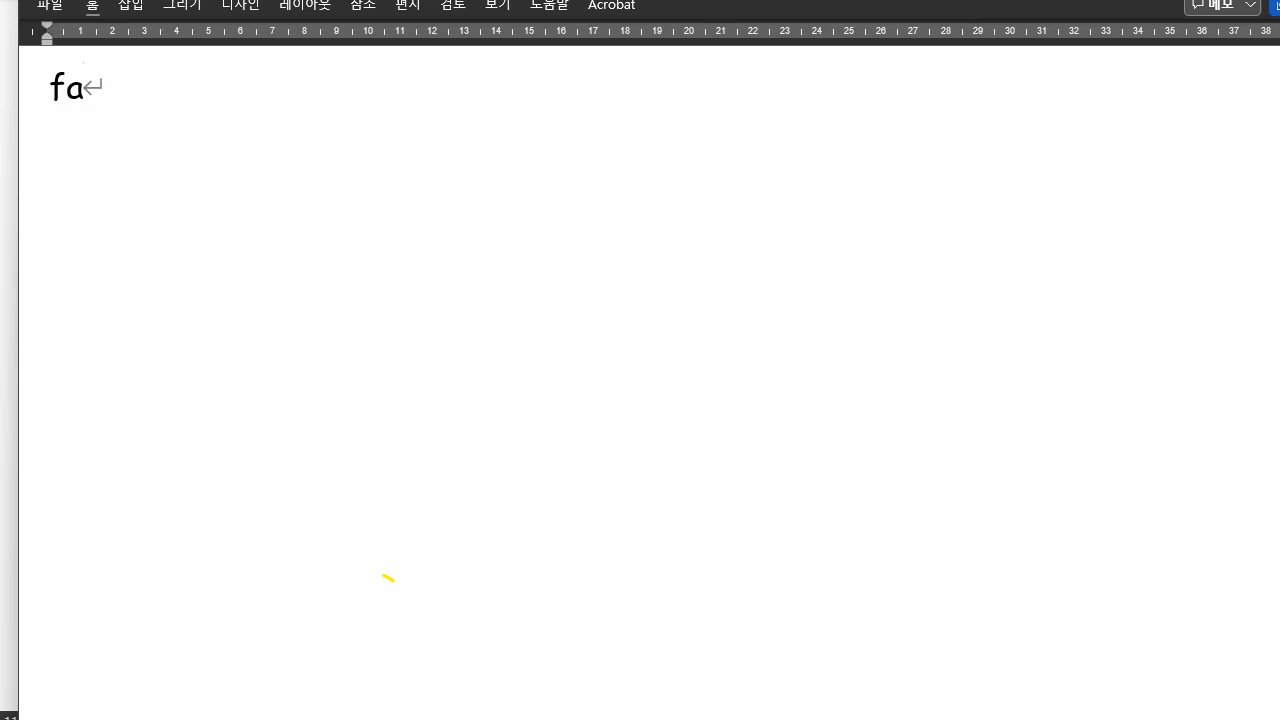 파일 홈 삽입 그리기 디자인 레이아웃 참조 편지 검토 보기 도움말 Acrobat 메모
1 2 3 4 5 6 7 8 9 10 11 12 13 14 15 16 17 18 19 20 21 22 23 24 25 26 27 28 29 30 31 32 33 34 35 36 37 38
fa